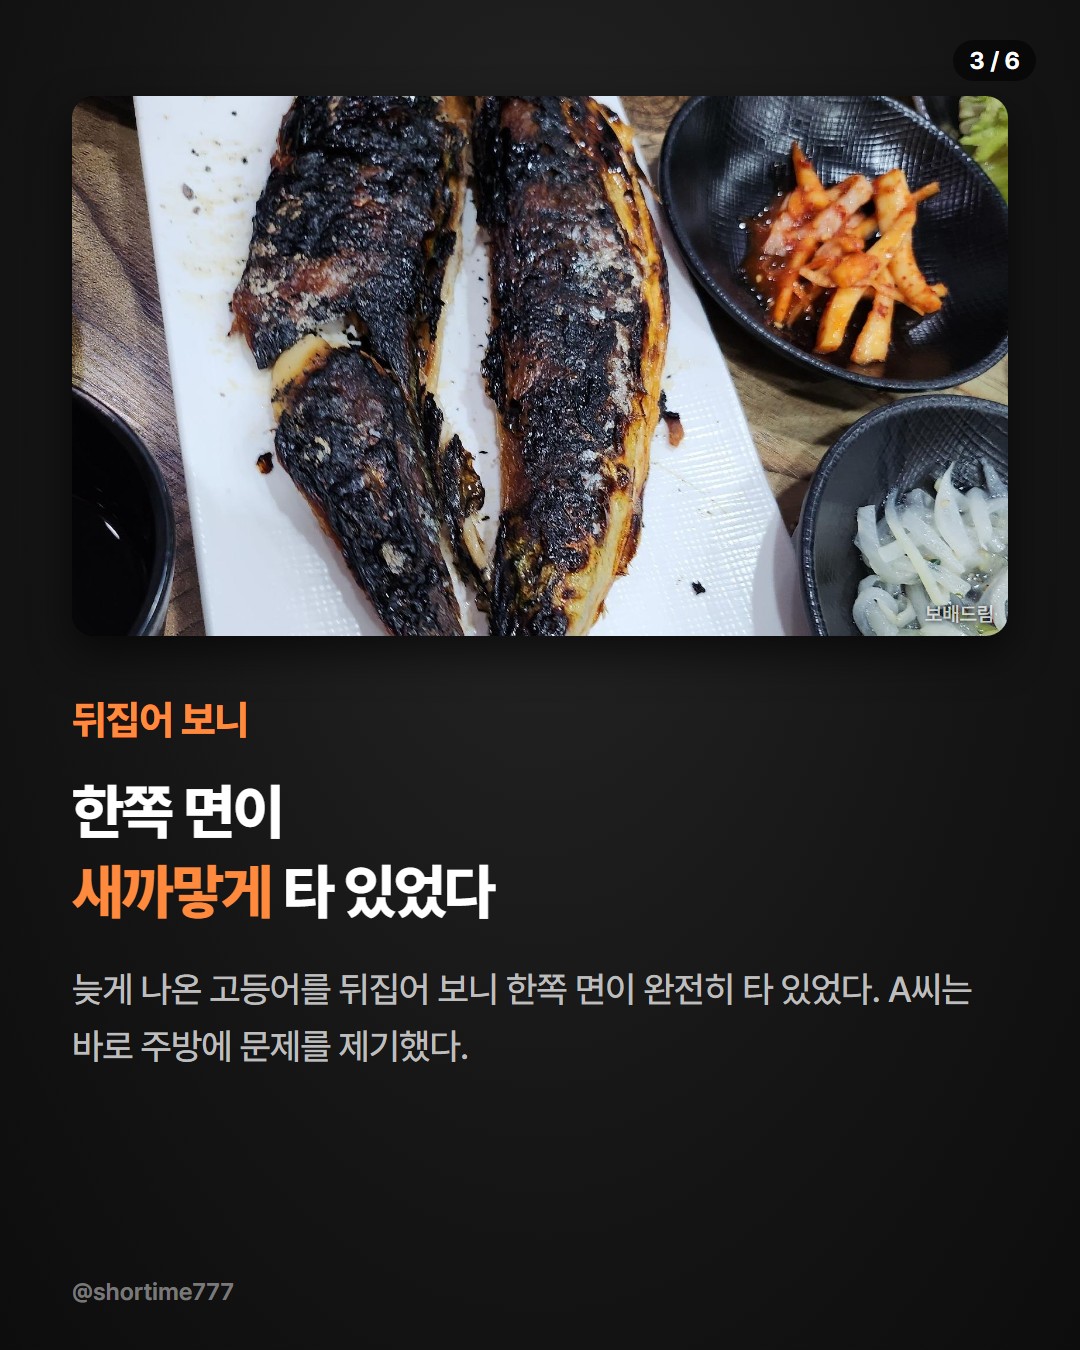 3 / 6
보배드림
뒤집어 보니
한쪽 면이
새까맣게 타 있었다
늦게 나온 고등어를 뒤집어 보니 한쪽 면이 완전히 타 있었다. A씨는
바로 주방에 문제를 제기했다.
@shortime777